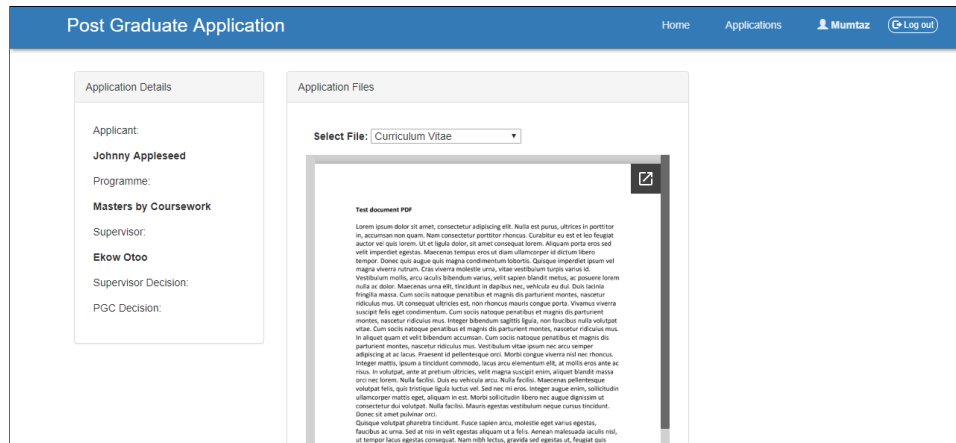 Post Graduate Application
Home
Applications
Mumtaz
Log out
Application Details
Applicant:
Johnny Appleseed
Programme:
Masters by Coursework
Supervisor:
Ekow Otoo
Supervisor Decision:
PGC Decision:
Application Files
Select File: Curriculum Vitae
Test document PDF
Lorem ipsum dolor sit amet, consectetur adipiscing elit. Nulla est purus, ultrices in porttitor
in, accumsan non quam. Nam consectetur porttitor rhoncus. Curabitur eu est et leo feugiat
auctor vel quis lorem. Ut et ligula dolor, sit amet consequat lorem. Aliquam porta eros sed
velit imperdiet egestas. Maecenas tempus eros ut diam ullamcorper id dictum libero
tempor. Donec quis augue quis magna condimentum lobortis. Quisque imperdiet ipsum vel
magna viverra rutrum. Cras viverra molestie urna, vitae vestibulum turpis varius id.
Vestibulum mollis, arcu iaculis bibendum varius, velit sapien blandit metus, ac posuere lorem
nulla ac dolor. Maecenas urna elit, tincidunt in dapibus nec, vehicula eu dui. Duis lacinia
fringilla massa. Cum sociis natoque penatibus et magnis dis parturient montes, nascetur
ridiculus mus. Ut consequat ultricies est, non rhoncus mauris congue porta. Vivamus viverra
suscipit felis eget condimentum. Cum sociis natoque penatibus et magnis dis parturient
montes, nascetur ridiculus mus. Integer bibendum sagittis ligula, non faucibus nulla volutpat
vitae. Cum sociis natoque penatibus et magnis dis parturient montes, nascetur ridiculus mus.
In aliquet quam et velit bibendum accumsan. Cum sociis natoque penatibus et magnis dis
parturient montes, nascetur ridiculus mus. Vestibulum vitae ipsum nec arcu semper
adipiscing at ac lacus. Praesent id pellentesque orci. Morbi congue viverra nisl nec rhoncus.
Integer mattis, ipsum a tincidunt commodo, lacus arcu elementum elit, at mollis eros ante ac
risus. In volutpat, ante at pretium ultricies, velit magna suscipit enim, aliquet blandit massa
orci nec lorem. Nulla facilisi. Duis eu vehicula arcu. Nulla facilisi. Maecenas pellentesque
volutpat felis, quis tristique ligula luctus vel. Sed nec mi eros. Integer augue enim, sollicitudin
ullamcorper mattis eget, aliquam in est. Morbi sollicitudin libero nec augue dignissim ut
consectetur dui volutpat. Nulla facilisi. Mauris egestas vestibulum neque cursus tincidunt.
Donec sit amet pulvinar orci.
Quisque volutpat pharetra tincidunt. Fusce sapien arcu, molestie eget varius egestas,
faucibus ac urna. Sed at nisi in velit egestas aliquam ut a felis. Aenean malesuada iaculis nisl,
ut tempor lacus egestas consequat. Nam nibh lectus, gravida sed egestas ut, feugiat quis